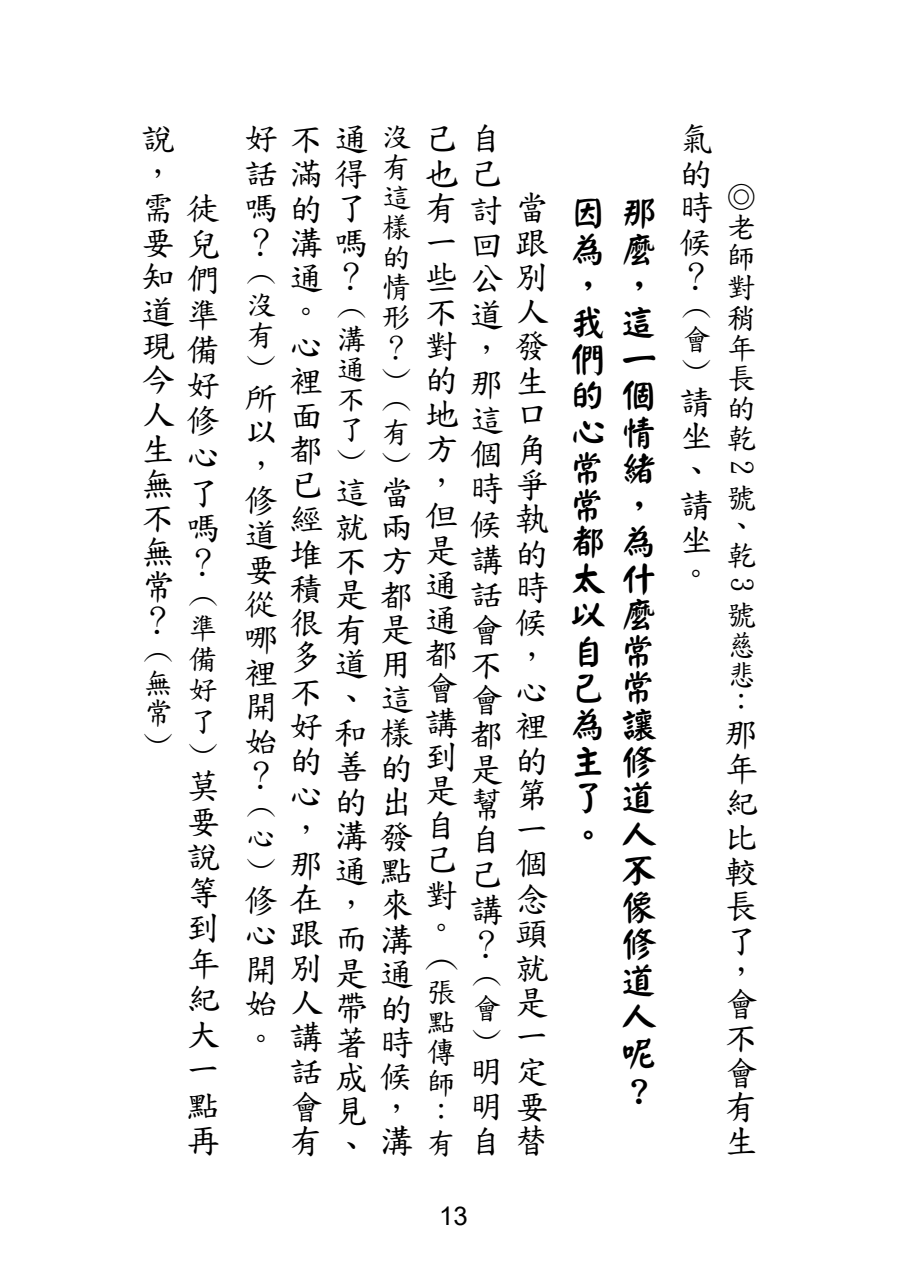 ◎老師對稍年長的乾2號、乾3號慈悲：那年紀比較長了，會不會有生
氣的時候？（會）請坐、請坐。
那麼，這一個情緒，為什麼常常讓修道人不像修道人呢？
因為，我們的心常常都太以自己為主了。
當跟別人發生口角爭執的時候，心裡的第一個念頭就是一定要替
自己討回公道，那這個時候講話會不會都是幫自己講？（會）明明自
己也有一些不對的地方，但是通通都會講到是自己對。（張點傳師：有
沒有這樣的情形？）（有）當兩方都是用這樣的出發點來溝通的時候，溝
通得了嗎？（溝通不了）這就不是有道、和善的溝通，而是帶著成見、
不滿的溝通。心裡面都已經堆積很多不好的心，那在跟別人講話會有
好話嗎？（沒有）所以，修道要從哪裡開始？（心）修心開始。
徒兒們準備好修心了嗎？（準備好了）莫要說等到年紀大一點再
說，需要知道現今人生無不無常？（無常）
13